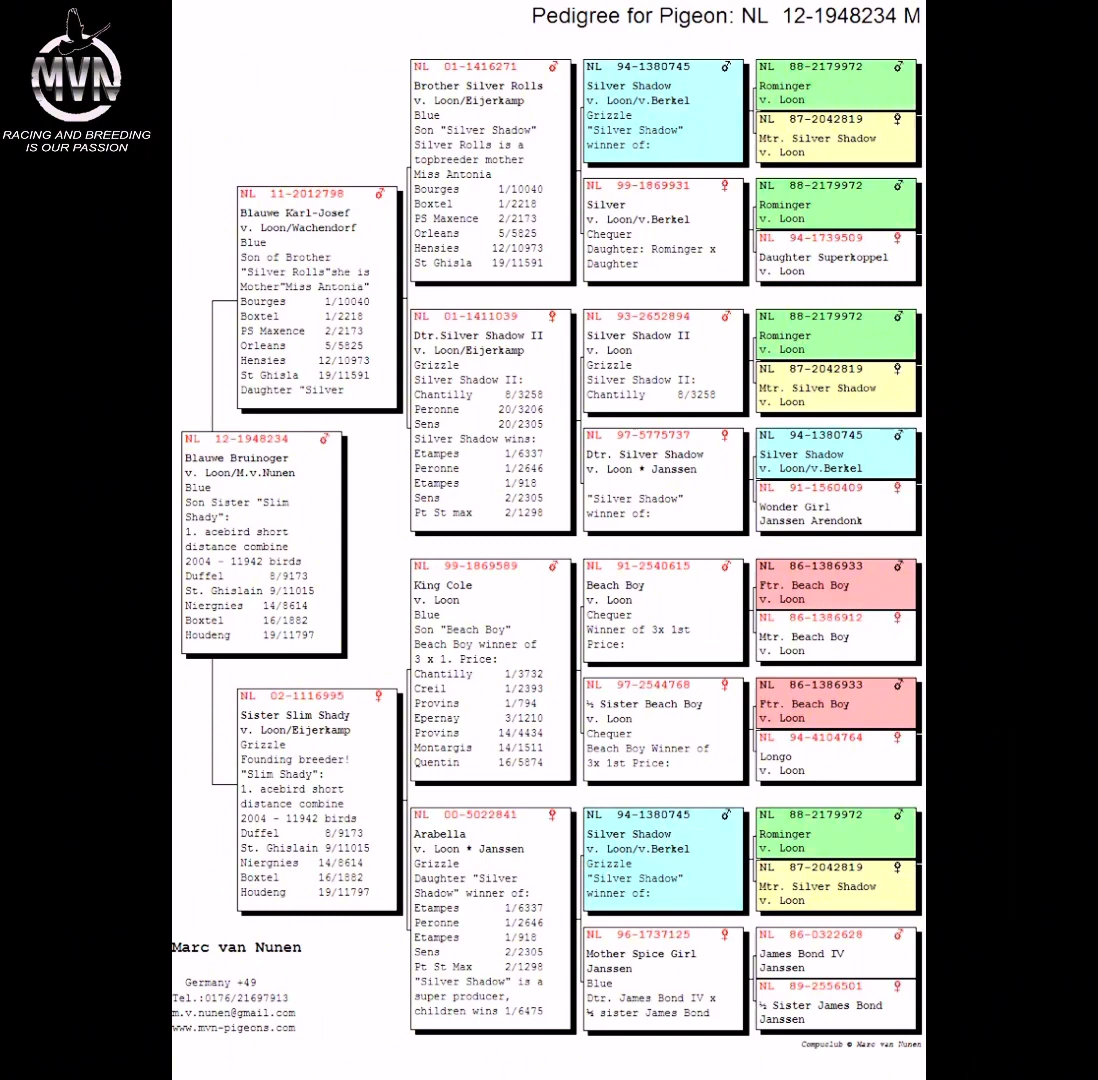 Pedigree for Pigeon: NL 12-1948234 M
MVN
RACING AND BREEDING
IS OUR PASSION
NL 12-1948234 ♂
Blauwe Bruinoger
v. Loon/M.v.Nunen
Blue
Son Sister "Slim
Shady":
1. acebird short
distance combine
2004 - 11942 birds
Duffel 8/9173
St. Ghislain 9/11015
Niergnies 14/8614
Boxtel 16/1882
Houdeng 19/11797
NL 11-2012798 ♂
Blauwe Karl-Josef
v. Loon/Wachendorf
Blue
Son of Brother
"Silver Rolls"she is
Mother"Miss Antonia"
Bourges 1/10040
Boxtel 1/2218
PS Maxence 2/2173
Orleans 5/5825
Hensies 12/10973
St Ghisla 19/11591
Daughter "Silver
NL 02-1116995 ♀
Sister Slim Shady
v. Loon/Eijerkamp
Grizzle
Founding breeder!
"Slim Shady":
1. acebird short
distance combine
2004 - 11942 birds
Duffel 8/9173
St. Ghislain 9/11015
Niergnies 14/8614
Boxtel 16/1882
Houdeng 19/11797
NL 01-1416271 ♂
Brother Silver Rolls
v. Loon/Eijerkamp
Blue
Son "Silver Shadow"
Silver Rolls is a
topbreeder mother
Miss Antonia
Bourges 1/10040
Boxtel 1/2218
PS Maxence 2/2173
Orleans 5/5825
Hensies 12/10973
St Ghisla 19/11591
NL 01-1411039 ♀
Dtr.Silver Shadow II
v. Loon/Eijerkamp
Grizzle
Silver Shadow II:
Chantilly 8/3258
Peronne 20/3206
Sens 20/2305
Silver Shadow wins:
Etampes 1/6337
Peronne 1/2646
Etampes 1/918
Sens 2/2305
Pt St max 2/1298
NL 99-1869589 ♂
King Cole
v. Loon
Blue
Son "Beach Boy"
Beach Boy winner of
3 x 1. Price:
Chantilly 1/3732
Creil 1/2393
Provins 1/794
Epernay 3/1210
Provins 14/4434
Montargis 14/1511
Quentin 16/5874
NL 00-5022841 ♀
Arabella
v. Loon * Janssen
Grizzle
Daughter "Silver
Shadow" winner of:
Etampes 1/6337
Peronne 1/2646
Etampes 1/918
Sens 2/2305
Pt St Max 2/1298
"Silver Shadow" is a
super producer,
children wins 1/6475
NL 94-1380745 ♂
Silver Shadow
v. Loon/v.Berkel
Grizzle
"Silver Shadow"
winner of:
NL 99-1869931 ♀
Silver
v. Loon/v.Berkel
Chequer
Daughter: Rominger x
Daughter
NL 93-2652894 ♂
Silver Shadow II
v. Loon
Grizzle
Silver Shadow II:
Chantilly 8/3258
NL 97-5775737 ♀
Dtr. Silver Shadow
v. Loon * Janssen
"Silver Shadow"
winner of:
NL 91-2540615 ♂
Beach Boy
v. Loon
Chequer
Winner of 3x 1st
Price:
NL 97-2544768 ♀
½ Sister Beach Boy
v. Loon
Chequer
Beach Boy Winner of
3x 1st Price:
NL 94-1380745 ♂
Silver Shadow
v. Loon/v.Berkel
Grizzle
"Silver Shadow"
winner of:
NL 96-1737125 ♀
Mother Spice Girl
Janssen
Blue
Dtr. James Bond IV x
½ sister James Bond
NL 88-2179972 ♂
Rominger
v. Loon
NL 87-2042819 ♀
Mtr. Silver Shadow
v. Loon
NL 88-2179972 ♂
Rominger
v. Loon
NL 94-1739509 ♀
Daughter Superkoppel
v. Loon
NL 88-2179972 ♂
Rominger
v. Loon
NL 87-2042819 ♀
Mtr. Silver Shadow
v. Loon
NL 94-1380745 ♂
Silver Shadow
v. Loon/v.Berkel
NL 91-1560409 ♀
Wonder Girl
Janssen Arendonk
NL 86-1386933 ♂
Ftr. Beach Boy
v. Loon
NL 86-1386912 ♀
Mtr. Beach Boy
v. Loon
NL 86-1386933 ♂
Ftr. Beach Boy
v. Loon
NL 94-4104764 ♀
Longo
v. Loon
NL 88-2179972 ♂
Rominger
v. Loon
NL 87-2042819 ♀
Mtr. Silver Shadow
v. Loon
NL 86-0322628 ♂
James Bond IV
Janssen
NL 89-2556501 ♀
½ Sister James Bond
Janssen
Marc van Nunen
Germany +49
Tel.:0176/21697913
m.v.nunen@gmail.com
www.mvn-pigeons.com
Compuclub © Marc van Nunen